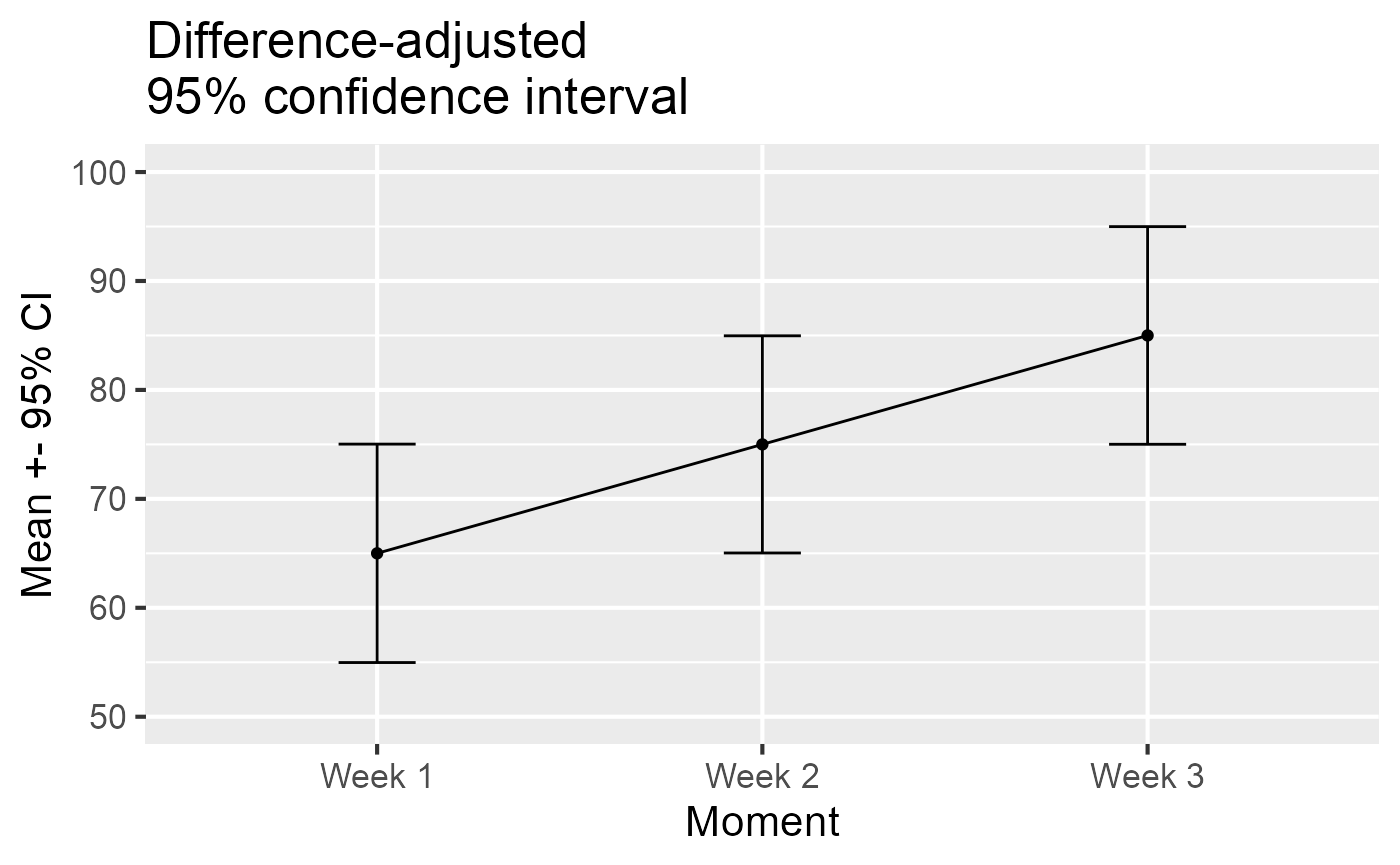 Difference-adjusted
95% confidence interval
Mean +- 95% CI
100
90
80
70
60
50
Week 1
Week 2
Week 3
Moment